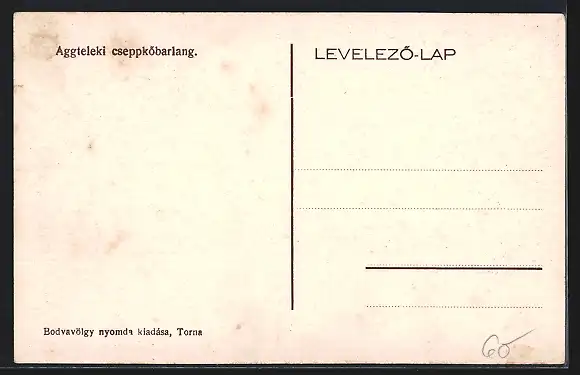 Aggteleki cseppkőbarlang.
LEVELEZŐ-LAP
Bodvavölgy nyomda kiadása, Torna
60